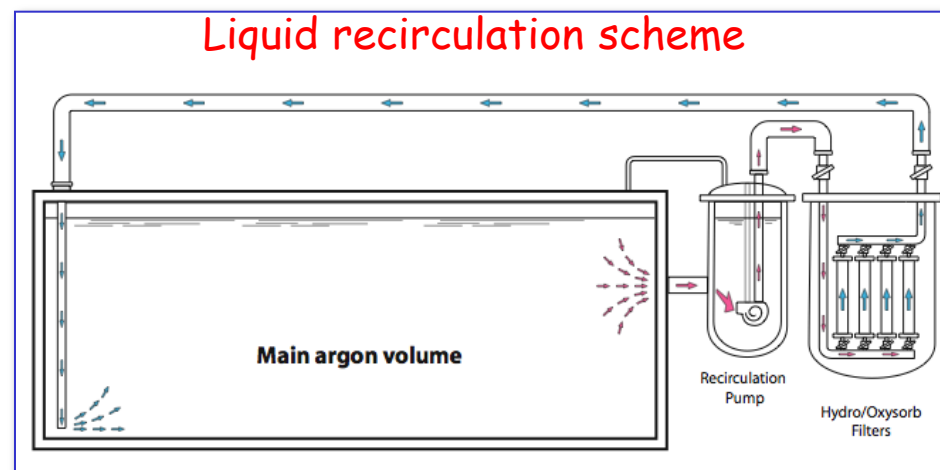 Liquid recirculation scheme
Main argon volume
Recirculation
Pump
Hydro/Oxysorb
Filters